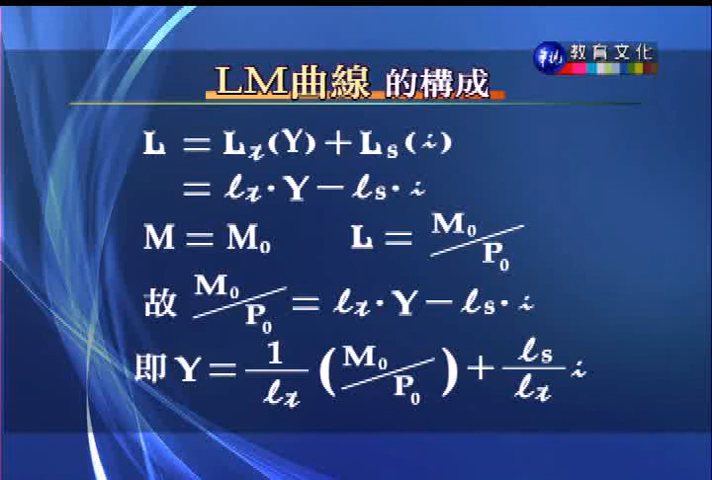 教育文化
LM曲線 的構成
L = Lt(Y) + Ls(i)
= ℓt · Y − ℓs · i
M = M0 L = M0/P0
故 M0/P0 = ℓt · Y − ℓs · i
即 Y = 1/ℓt (M0/P0) + ℓs/ℓt i